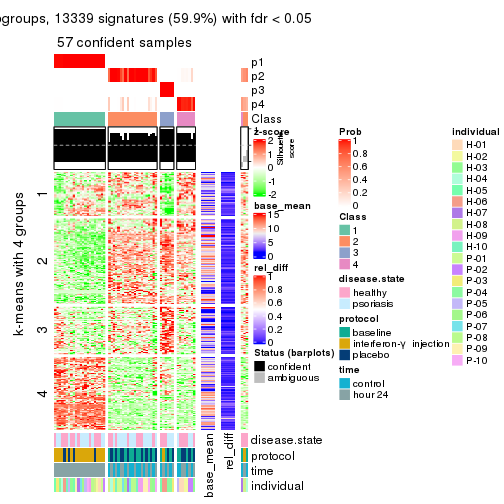 ogroups, 13339 signatures (59.9%) with fdr < 0.05
57 confident samples
p1
p2
p3
p4
Class
Silhouette score
1
2
3
4
k-means with 4 groups
base_mean
rel_diff
disease.state
protocol
time
individual
z-score
2
1
0
-1
-2
base_mean
15
10
5
0
rel_diff
1
0.8
0.6
0.4
0.2
0
Status (barplots)
confident
ambiguous
Prob
1
0.8
0.6
0.4
0.2
0
Class
1
2
3
4
disease.state
healthy
psoriasis
protocol
baseline
interferon-γ injection
placebo
time
control
hour 24
individual
H-01
H-02
H-03
H-04
H-05
H-06
H-07
H-08
H-09
H-10
P-01
P-02
P-03
P-04
P-05
P-06
P-07
P-08
P-09
P-10